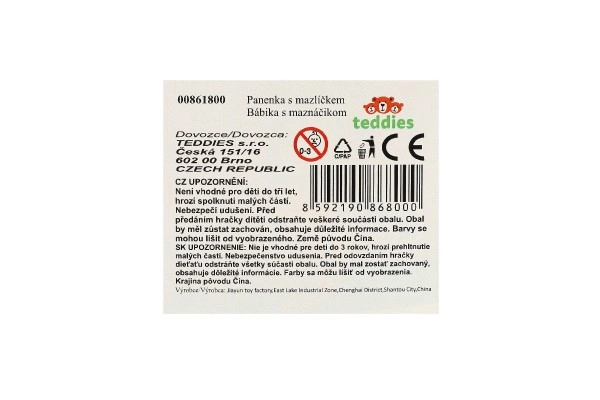 00861800
Panenka s mazlíčkem
Bábika s maznáčikom
teddies
Dovozce/Dovozca:
TEDDIES s.r.o.
Česká 151/16
602 00 Brno
CZECH REPUBLIC
0-3
C/PAP
CE
8 592190 868000
CZ UPOZORNĚNÍ:
Není vhodné pro děti do tří let,
hrozí spolknutí malých částí.
Nebezpečí udušení. Před
předáním hračky dítěti odstraňte veškeré součásti obalu. Obal
by měl zůstat zachován, obsahuje důležité informace. Barvy se
mohou lišit od vyobrazeného. Země původu Čína.
SK UPOZORNENIE: Nie je vhodné pre deti do 3 rokov, hrozí prehltnutie
malých častí. Nebezpečenstvo udusenia. Pred odovzdaním hračky
dieťaťu odstráňte všetky súčasti obalu. Obal by mal zostať zachovaný,
obsahuje dôležité informácie. Farby sa môžu líšiť od vyobrazenia.
Krajina pôvodu Čína.
Výrobce/Výrobca: Jiayun toy factory,East Lake Industrial Zone,Chenghai District,Shantou City,China